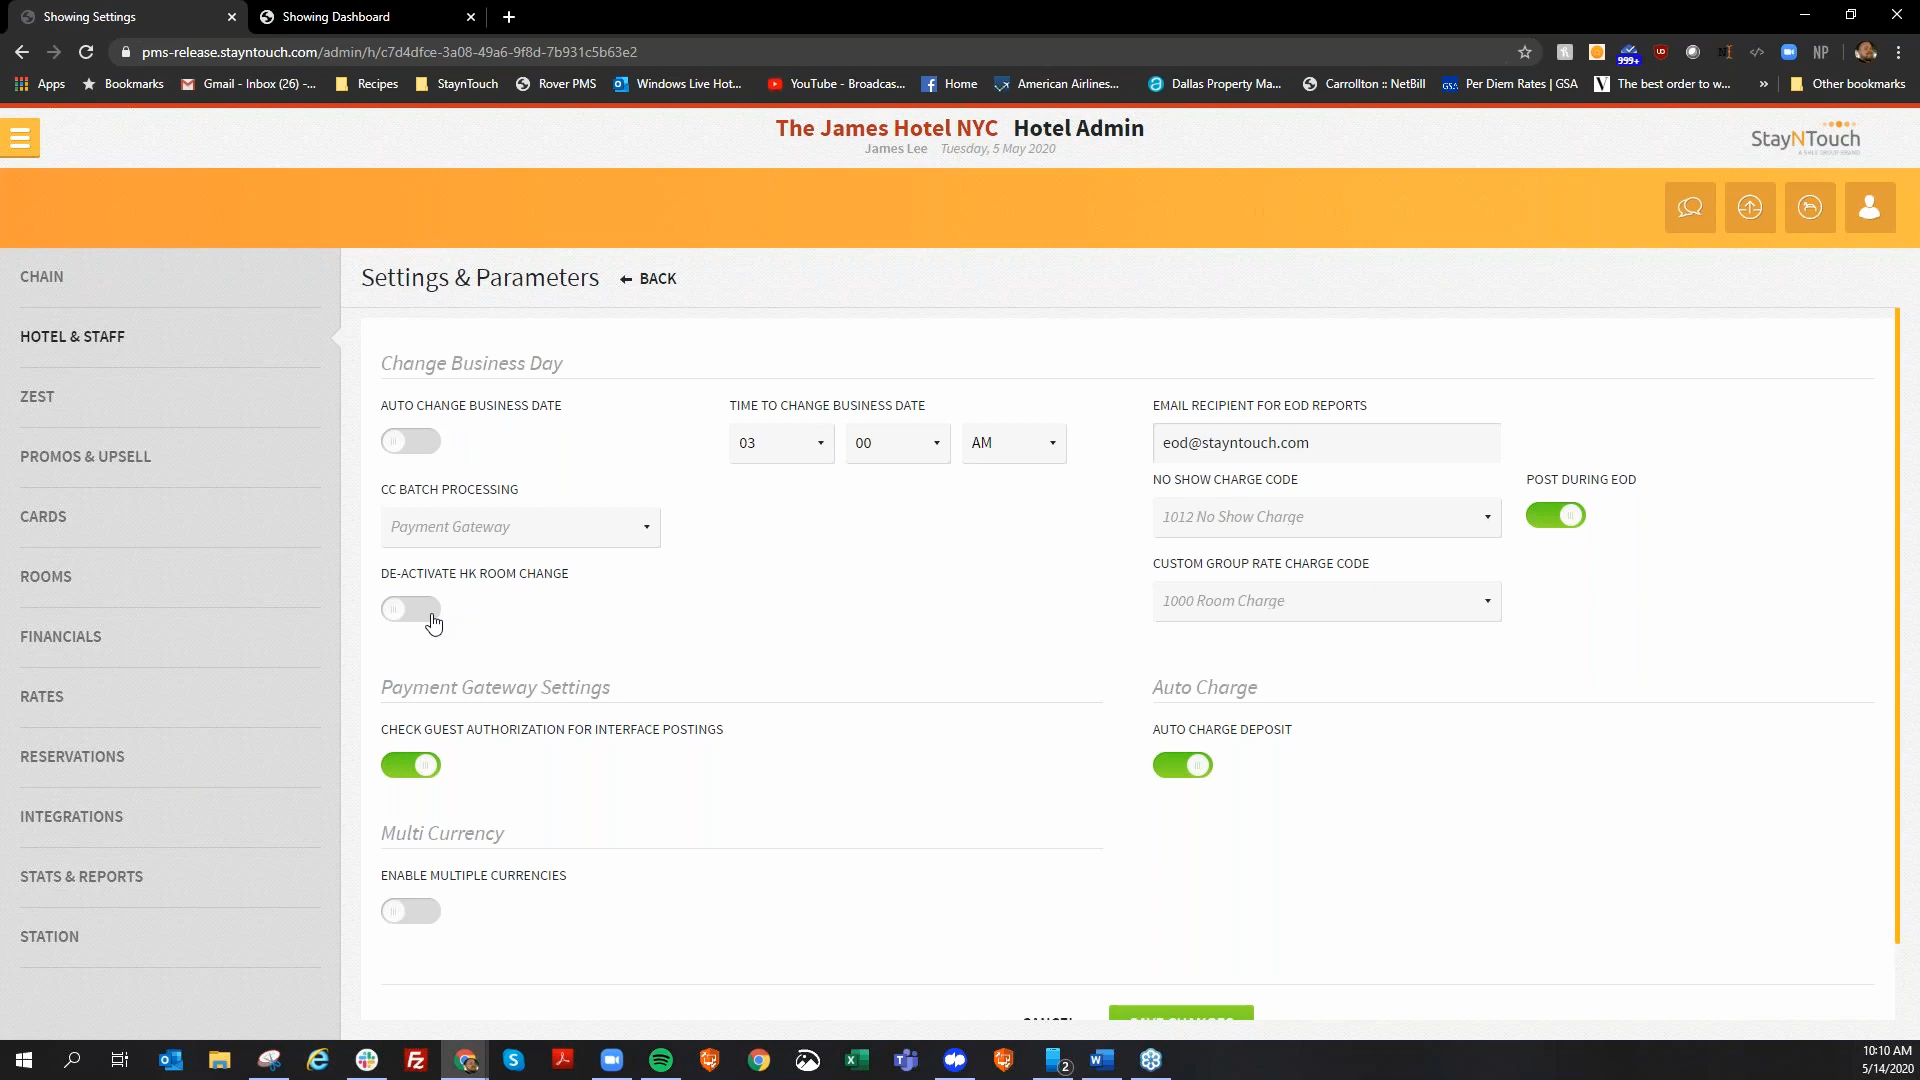 Showing Settings
Showing Dashboard
pms-release.stayntouch.com/admin/h/c7d4dfce-3a08-49a6-9f8d-7b931c5b63e2
999+
NP
Apps
Bookmarks
Gmail - Inbox (26) -...
Recipes
StaynTouch
Rover PMS
Windows Live Hot...
YouTube - Broadcas...
Home
American Airlines...
Dallas Property Ma...
Carrollton :: NetBill
GSA
Per Diem Rates | GSA
The best order to w...
»
Other bookmarks
The James Hotel NYC Hotel Admin
James Lee Tuesday, 5 May 2020
StayNTouch
CHAIN
HOTEL & STAFF
ZEST
PROMOS & UPSELL
CARDS
ROOMS
FINANCIALS
RATES
RESERVATIONS
INTEGRATIONS
STATS & REPORTS
STATION
Settings & Parameters
BACK
Change Business Day
AUTO CHANGE BUSINESS DATE
TIME TO CHANGE BUSINESS DATE
03
00
AM
EMAIL RECIPIENT FOR EOD REPORTS
eod@stayntouch.com
CC BATCH PROCESSING
Payment Gateway
NO SHOW CHARGE CODE
1012 No Show Charge
POST DURING EOD
DE-ACTIVATE HK ROOM CHANGE
CUSTOM GROUP RATE CHARGE CODE
1000 Room Charge
Payment Gateway Settings
CHECK GUEST AUTHORIZATION FOR INTERFACE POSTINGS
Auto Charge
AUTO CHARGE DEPOSIT
Multi Currency
ENABLE MULTIPLE CURRENCIES
CANCEL
SAVE CHANGES
2
10:10 AM
5/14/2020